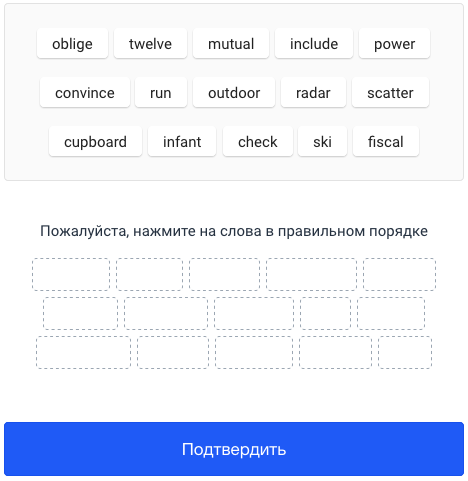 oblige twelve mutual include power
convince run outdoor radar scatter
cupboard infant check ski fiscal
Пожалуйста, нажмите на слова в правильном порядке
Подтвердить